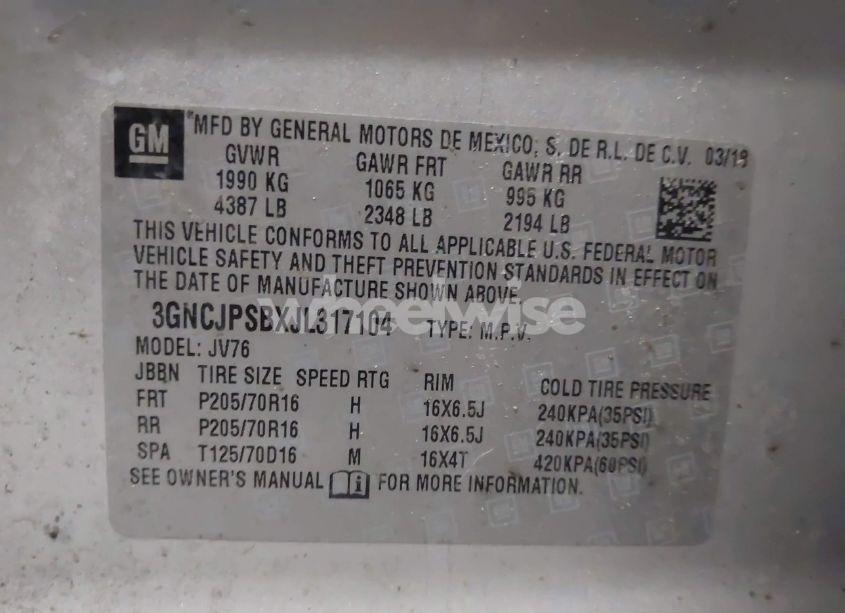 GM
MFD BY GENERAL MOTORS DE MEXICO, S. DE R.L. DE C.V. 03/18
GVWR GAWR FRT GAWR RR
1990 KG 1065 KG 995 KG
4387 LB 2348 LB 2194 LB
THIS VEHICLE CONFORMS TO ALL APPLICABLE U.S. FEDERAL MOTOR
VEHICLE SAFETY AND THEFT PREVENTION STANDARDS IN EFFECT ON
THE DATE OF MANUFACTURE SHOWN ABOVE.
wheelwise
3GNCJPSBXJL317104 TYPE: M.P.V.
MODEL: JV76
JBBN TIRE SIZE SPEED RTG RIM COLD TIRE PRESSURE
FRT P205/70R16 H 16X6.5J 240KPA(35PSI)
RR P205/70R16 H 16X6.5J 240KPA(35PSI)
SPA T125/70D16 M 16X4T 420KPA(60PSI)
SEE OWNER'S MANUAL i FOR MORE INFORMATION.